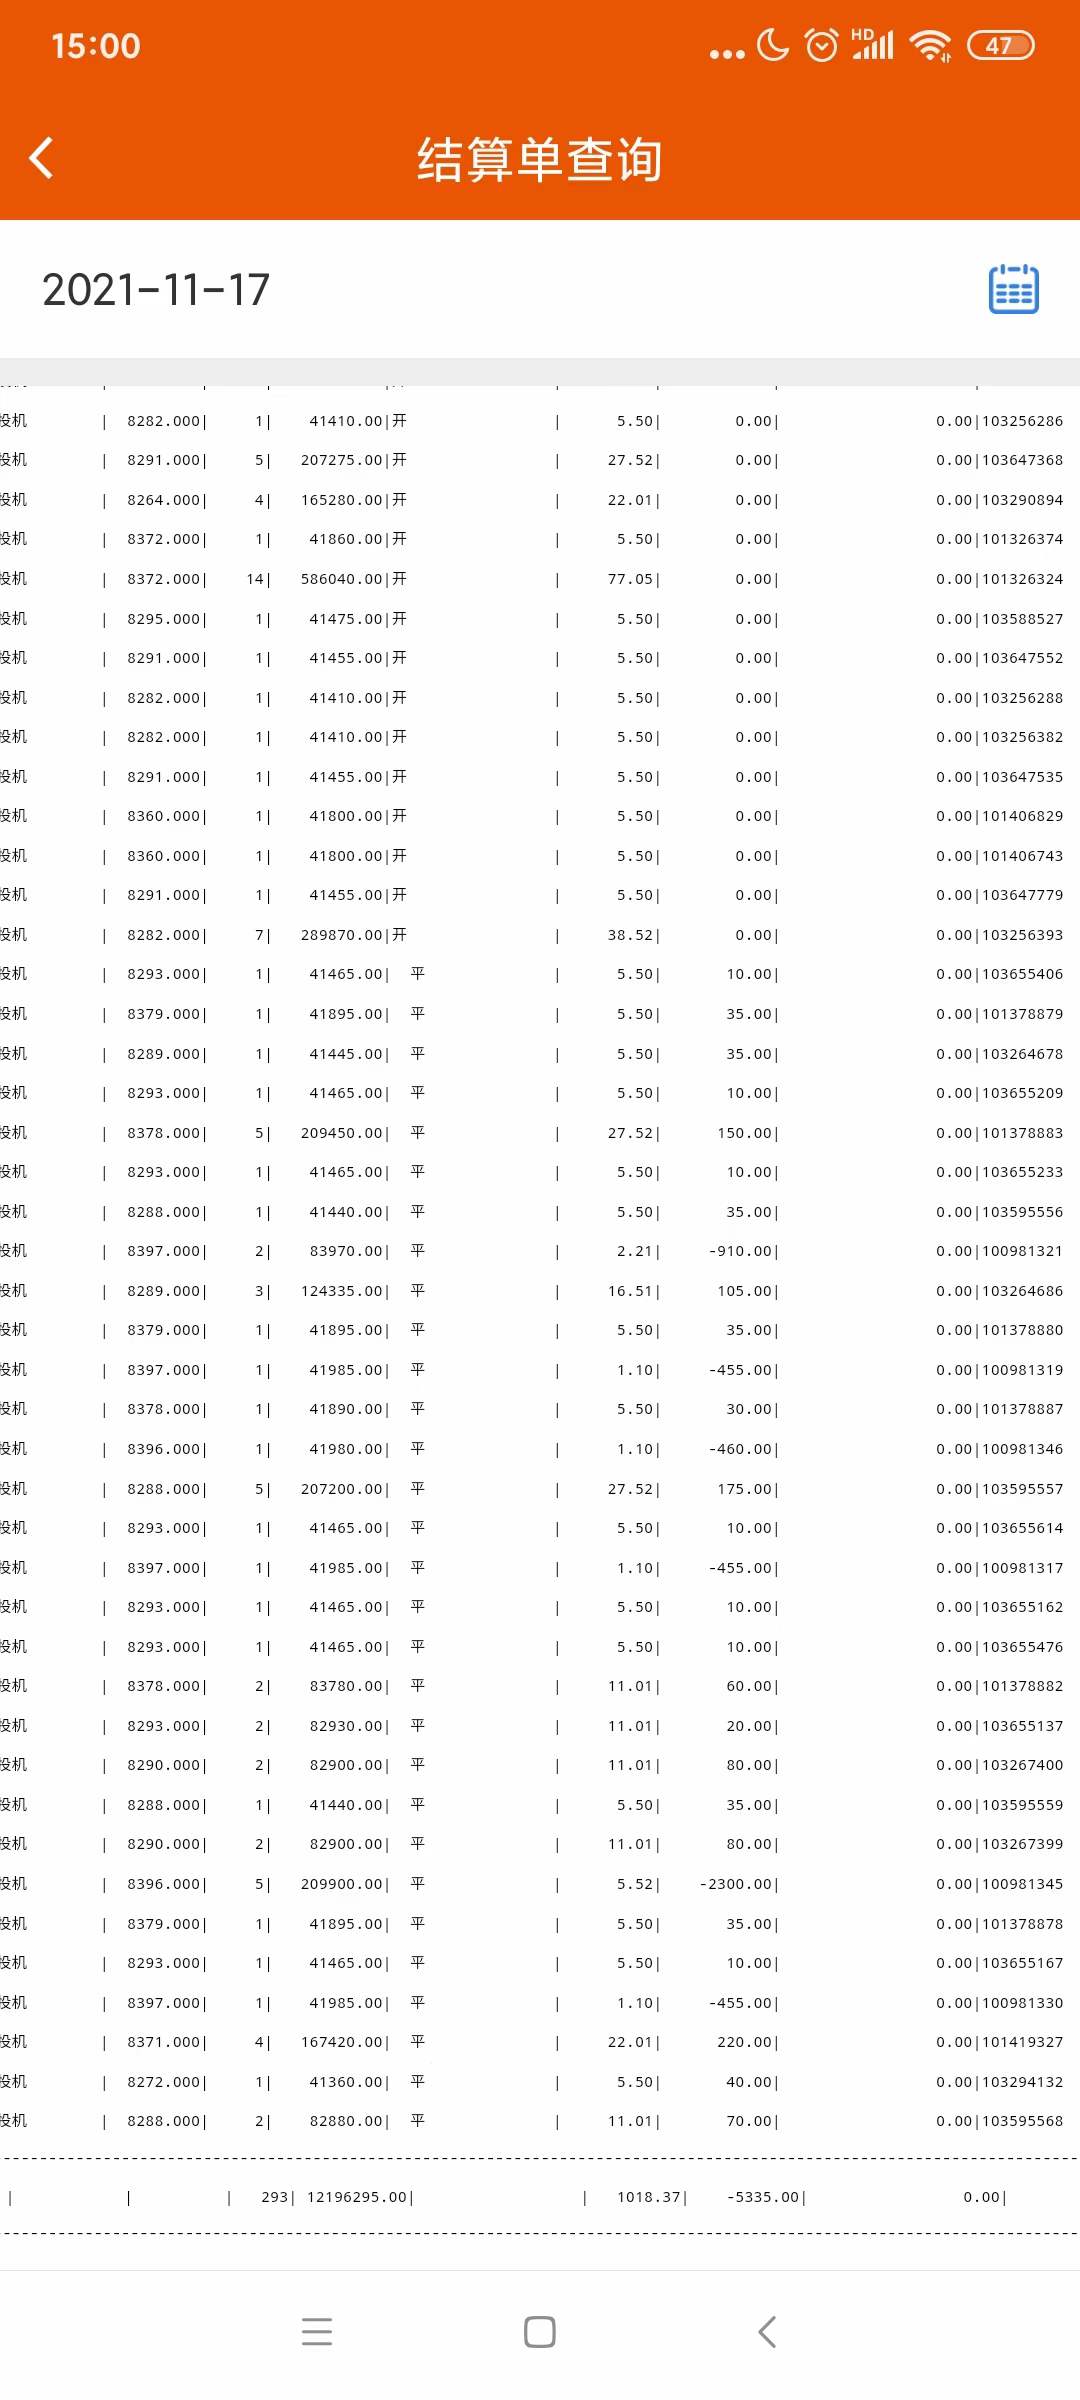 15:00
HD
47
结算单查询
2021-11-17
投机 | 8282.000| 1| 41410.00|开 | 5.50| 0.00| 0.00|103256286
投机 | 8291.000| 5| 207275.00|开 | 27.52| 0.00| 0.00|103647368
投机 | 8264.000| 4| 165280.00|开 | 22.01| 0.00| 0.00|103290894
投机 | 8372.000| 1| 41860.00|开 | 5.50| 0.00| 0.00|101326374
投机 | 8372.000| 14| 586040.00|开 | 77.05| 0.00| 0.00|101326324
投机 | 8295.000| 1| 41475.00|开 | 5.50| 0.00| 0.00|103588527
投机 | 8291.000| 1| 41455.00|开 | 5.50| 0.00| 0.00|103647552
投机 | 8282.000| 1| 41410.00|开 | 5.50| 0.00| 0.00|103256288
投机 | 8282.000| 1| 41410.00|开 | 5.50| 0.00| 0.00|103256382
投机 | 8291.000| 1| 41455.00|开 | 5.50| 0.00| 0.00|103647535
投机 | 8360.000| 1| 41800.00|开 | 5.50| 0.00| 0.00|101406829
投机 | 8360.000| 1| 41800.00|开 | 5.50| 0.00| 0.00|101406743
投机 | 8291.000| 1| 41455.00|开 | 5.50| 0.00| 0.00|103647779
投机 | 8282.000| 7| 289870.00|开 | 38.52| 0.00| 0.00|103256393
投机 | 8293.000| 1| 41465.00| 平 | 5.50| 10.00| 0.00|103655406
投机 | 8379.000| 1| 41895.00| 平 | 5.50| 35.00| 0.00|101378879
投机 | 8289.000| 1| 41445.00| 平 | 5.50| 35.00| 0.00|103264678
投机 | 8293.000| 1| 41465.00| 平 | 5.50| 10.00| 0.00|103655209
投机 | 8378.000| 5| 209450.00| 平 | 27.52| 150.00| 0.00|101378883
投机 | 8293.000| 1| 41465.00| 平 | 5.50| 10.00| 0.00|103655233
投机 | 8288.000| 1| 41440.00| 平 | 5.50| 35.00| 0.00|103595556
投机 | 8397.000| 2| 83970.00| 平 | 2.21| -910.00| 0.00|100981321
投机 | 8289.000| 3| 124335.00| 平 | 16.51| 105.00| 0.00|103264686
投机 | 8379.000| 1| 41895.00| 平 | 5.50| 35.00| 0.00|101378880
投机 | 8397.000| 1| 41985.00| 平 | 1.10| -455.00| 0.00|100981319
投机 | 8378.000| 1| 41890.00| 平 | 5.50| 30.00| 0.00|101378887
投机 | 8396.000| 1| 41980.00| 平 | 1.10| -460.00| 0.00|100981346
投机 | 8288.000| 5| 207200.00| 平 | 27.52| 175.00| 0.00|103595557
投机 | 8293.000| 1| 41465.00| 平 | 5.50| 10.00| 0.00|103655614
投机 | 8397.000| 1| 41985.00| 平 | 1.10| -455.00| 0.00|100981317
投机 | 8293.000| 1| 41465.00| 平 | 5.50| 10.00| 0.00|103655162
投机 | 8293.000| 1| 41465.00| 平 | 5.50| 10.00| 0.00|103655476
投机 | 8378.000| 2| 83780.00| 平 | 11.01| 60.00| 0.00|101378882
投机 | 8293.000| 2| 82930.00| 平 | 11.01| 20.00| 0.00|103655137
投机 | 8290.000| 2| 82900.00| 平 | 11.01| 80.00| 0.00|103267400
投机 | 8288.000| 1| 41440.00| 平 | 5.50| 35.00| 0.00|103595559
投机 | 8290.000| 2| 82900.00| 平 | 11.01| 80.00| 0.00|103267399
投机 | 8396.000| 5| 209900.00| 平 | 5.52| -2300.00| 0.00|100981345
投机 | 8379.000| 1| 41895.00| 平 | 5.50| 35.00| 0.00|101378878
投机 | 8293.000| 1| 41465.00| 平 | 5.50| 10.00| 0.00|103655167
投机 | 8397.000| 1| 41985.00| 平 | 1.10| -455.00| 0.00|100981330
投机 | 8371.000| 4| 167420.00| 平 | 22.01| 220.00| 0.00|101419327
投机 | 8272.000| 1| 41360.00| 平 | 5.50| 40.00| 0.00|103294132
投机 | 8288.000| 2| 82880.00| 平 | 11.01| 70.00| 0.00|103595568
| | | 293| 12196295.00| | 1018.37| -5335.00| 0.00|